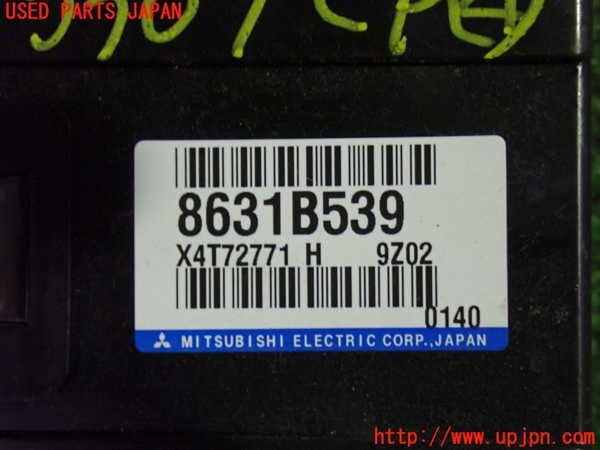 USED PARTS JAPAN
8631B539
X4T72771 H 9Z02
0140
MITSUBISHI ELECTRIC CORP.,JAPAN
http://www.upjpn.com